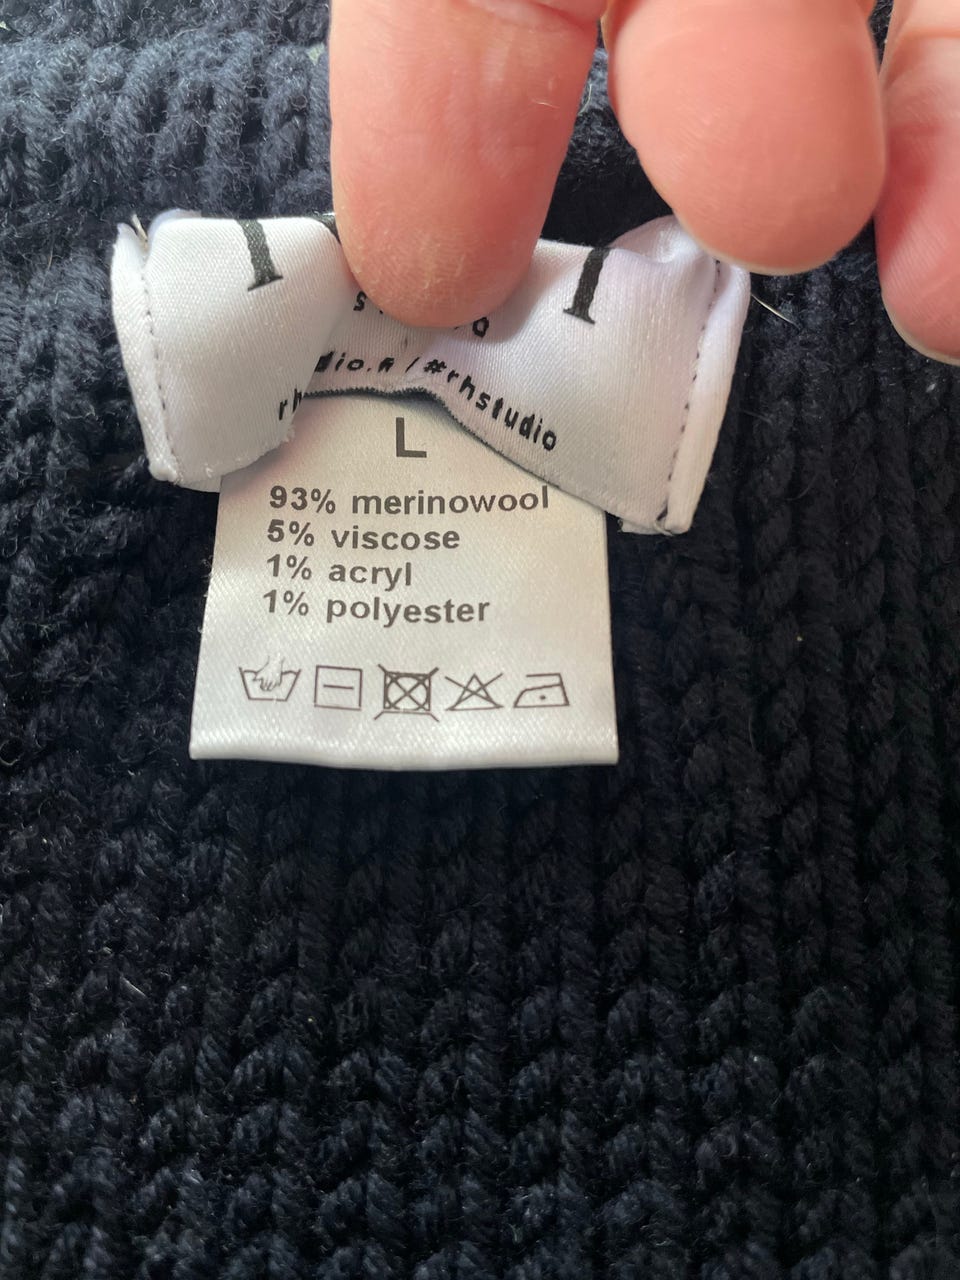 /#rhstudio
L
93% merinowool
5% viscose
1% acryl
1% polyester